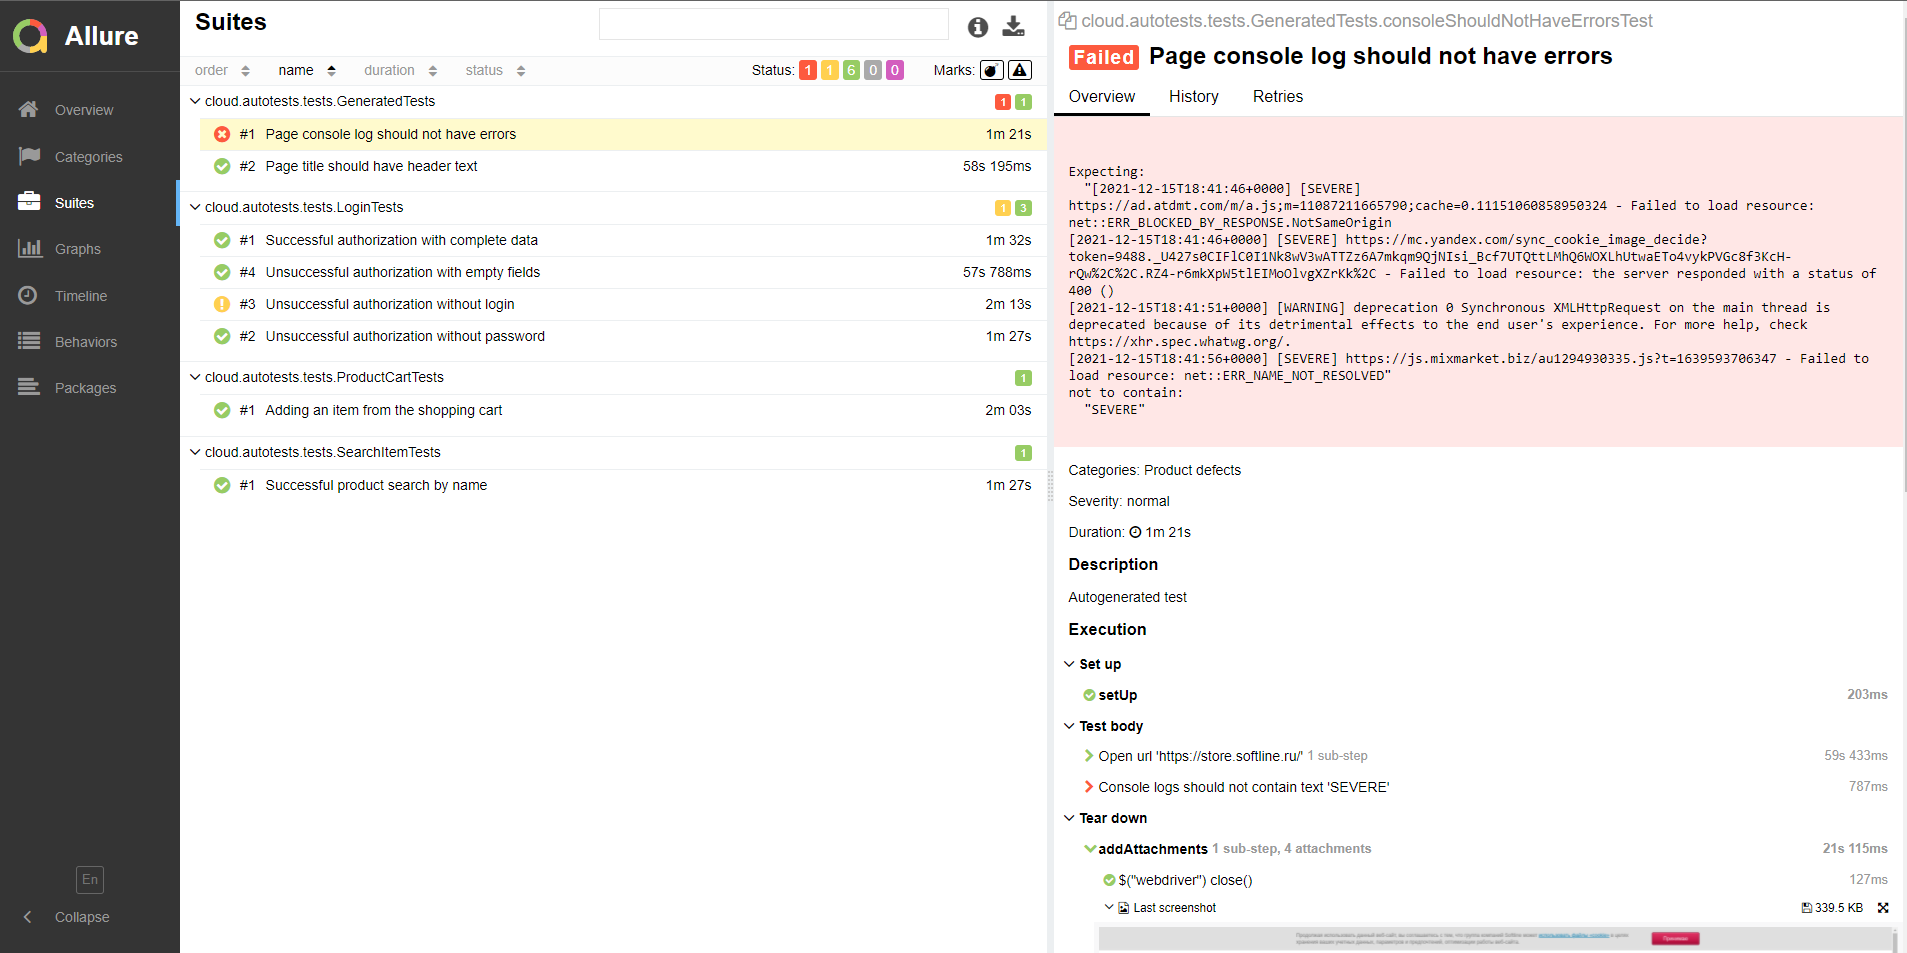 Allure
Overview
Categories
Suites
Graphs
Timeline
Behaviors
Packages
En
Collapse
Suites
order name duration status Status: 1 1 6 0 0 Marks:
cloud.autotests.tests.GeneratedTests 1 1
#1 Page console log should not have errors 1m 21s
#2 Page title should have header text 58s 195ms
cloud.autotests.tests.LoginTests 1 3
#1 Successful authorization with complete data 1m 32s
#4 Unsuccessful authorization with empty fields 57s 788ms
#3 Unsuccessful authorization without login 2m 13s
#2 Unsuccessful authorization without password 1m 27s
cloud.autotests.tests.ProductCartTests 1
#1 Adding an item from the shopping cart 2m 03s
cloud.autotests.tests.SearchItemTests 1
#1 Successful product search by name 1m 27s
cloud.autotests.tests.GeneratedTests.consoleShouldNotHaveErrorsTest
Failed Page console log should not have errors
Overview History Retries
Expecting:
"[2021-12-15T18:41:46+0000] [SEVERE]
https://ad.atdmt.com/m/a.js;m=11087211665790;cache=0.11151060858950324 - Failed to load resource:
net::ERR_BLOCKED_BY_RESPONSE.NotSameOrigin
[2021-12-15T18:41:46+0000] [SEVERE] https://mc.yandex.com/sync_cookie_image_decide?
token=9488._U427s0CIFlC0I1Nk8wV3wATTZz6A7mkqm9QjNIsi_Bcf7UTQttLMhQ6WOXLhUtwaETo4vykPVGc8f3KcH-
rQw%2C%2C.RZ4-r6mkXpW5tlEIMoOlvgXZrKk%2C - Failed to load resource: the server responded with a status of
400 ()
[2021-12-15T18:41:51+0000] [WARNING] deprecation 0 Synchronous XMLHttpRequest on the main thread is
deprecated because of its detrimental effects to the end user's experience. For more help, check
https://xhr.spec.whatwg.org/.
[2021-12-15T18:41:56+0000] [SEVERE] https://js.mixmarket.biz/au1294930335.js?t=1639593706347 - Failed to
load resource: net::ERR_NAME_NOT_RESOLVED"
not to contain:
"SEVERE"
Categories: Product defects
Severity: normal
Duration: 1m 21s
Description
Autogenerated test
Execution
Set up
setUp 203ms
Test body
Open url 'https://store.softline.ru/' 1 sub-step 59s 433ms
Console logs should not contain text 'SEVERE' 787ms
Tear down
addAttachments 1 sub-step, 4 attachments 21s 115ms
$("webdriver") close() 127ms
Last screenshot 339.5 KB